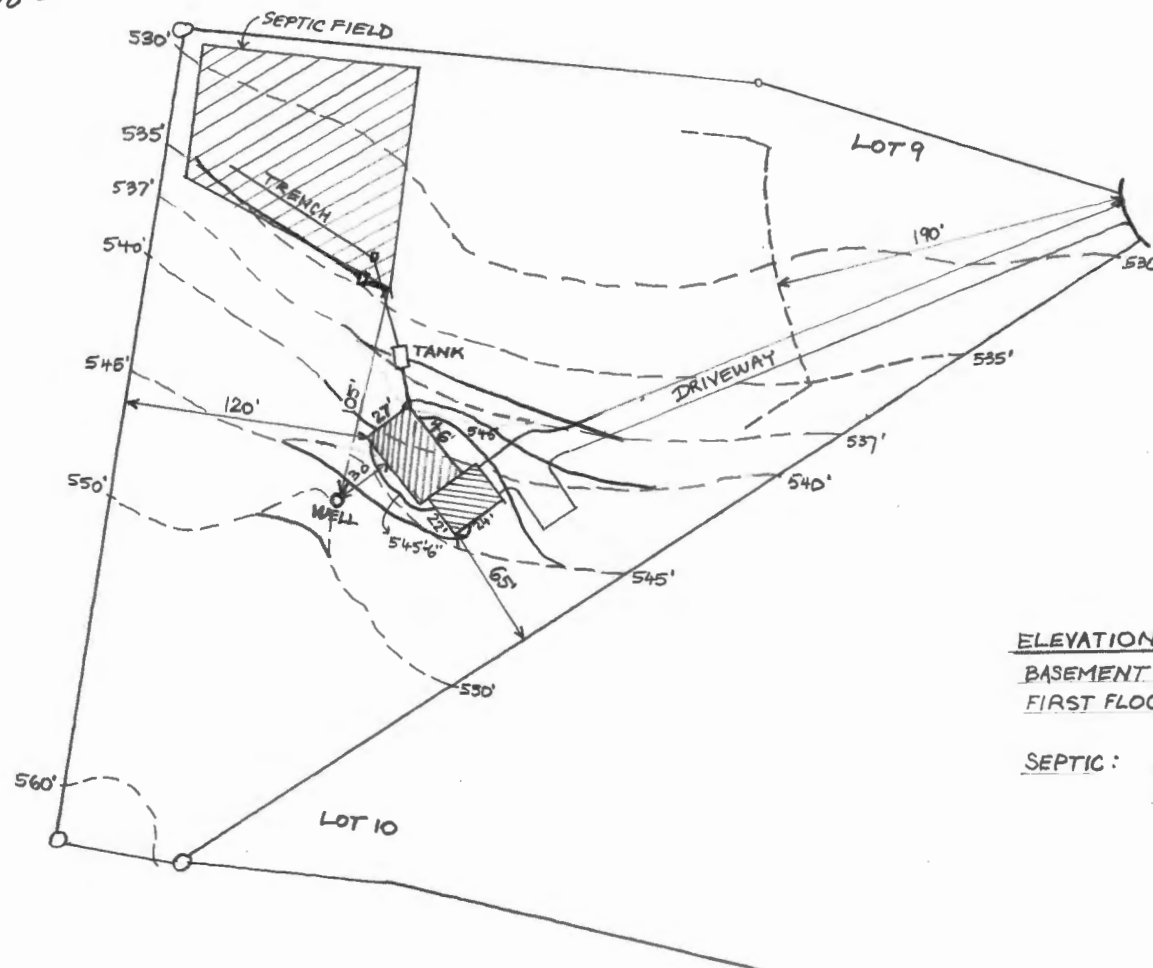 SEPTIC FIELD
530'
535'
537'
540'
545'
550'
560'
LOT 9
TRENCH
190'
530
TANK
DRIVEWAY
535'
537'
540'
545'
120'
27'
46'
545
30
WELL
545'6"
22'
24'
65'
530'
LOT 10
ELEVATION
BASEMENT
FIRST FLOO
SEPTIC: